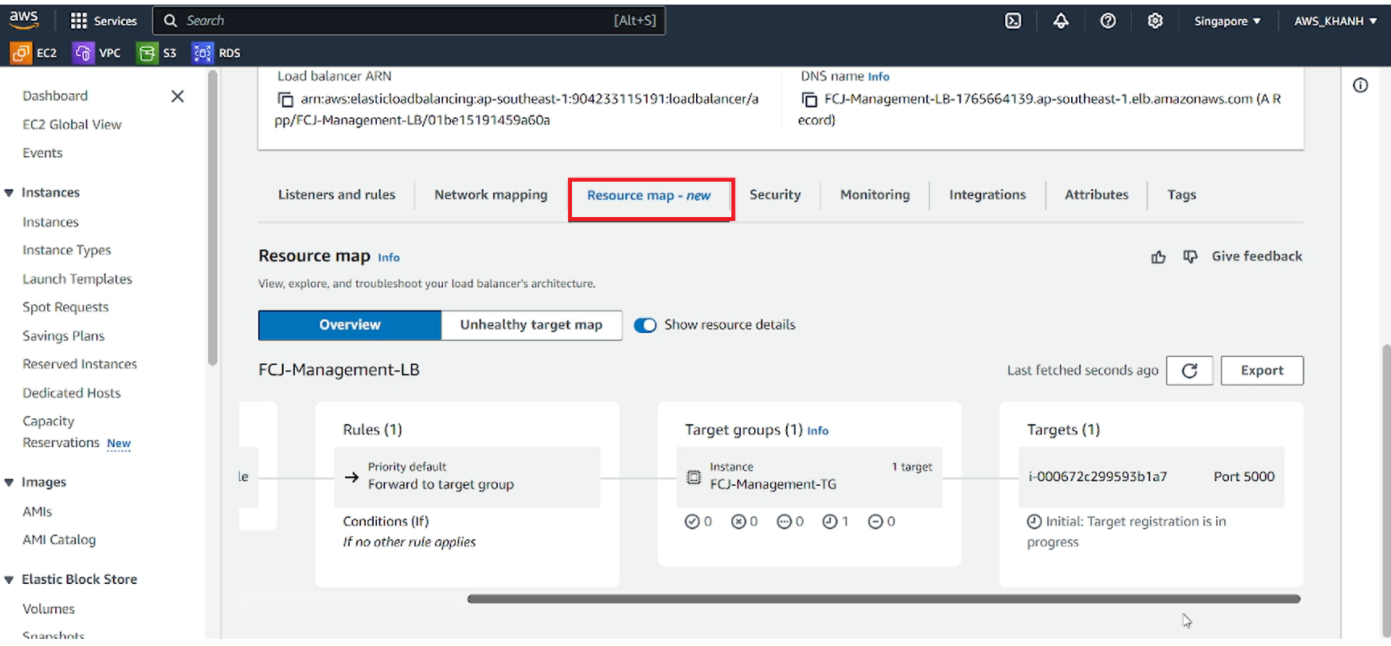 aws
Services
Search
[Alt+S]
Singapore
AWS_KHANH
EC2
VPC
S3
RDS
Dashboard
EC2 Global View
Events
Instances
Instances
Instance Types
Launch Templates
Spot Requests
Savings Plans
Reserved Instances
Dedicated Hosts
Capacity
Reservations New
Images
AMIs
AMI Catalog
Elastic Block Store
Volumes
Snapshots
Load balancer ARN
arn:aws:elasticloadbalancing:ap-southeast-1:904233115191:loadbalancer/a
pp/FCJ-Management-LB/01be15191459a60a
DNS name Info
FCJ-Management-LB-1765664139.ap-southeast-1.elb.amazonaws.com (A R
ecord)
Listeners and rules
Network mapping
Resource map - new
Security
Monitoring
Integrations
Attributes
Tags
Resource map Info
Give feedback
View, explore, and troubleshoot your load balancer's architecture.
Overview
Unhealthy target map
Show resource details
FCJ-Management-LB
Last fetched seconds ago
Export
le
Rules (1)
Priority default
Forward to target group
Conditions (If)
If no other rule applies
Target groups (1) Info
Instance
1 target
FCJ-Management-TG
0 0 0 1 0
Targets (1)
i-000672c299593b1a7
Port 5000
Initial: Target registration is in
progress